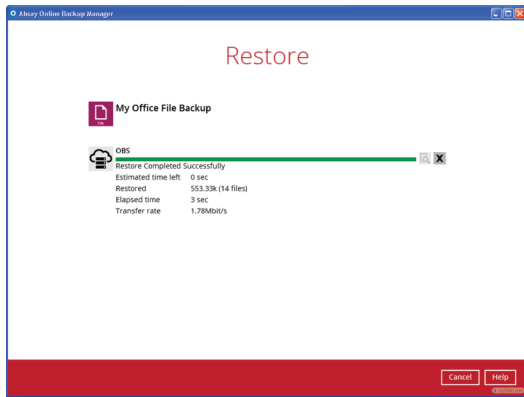 Ahsay Online Backup Manager
Restore
My Office File Backup
File
OBS
Restore Completed Successfully
Estimated time left 0 sec
Restored 553.33k (14 files)
Elapsed time 3 sec
Transfer rate 1.78Mbit/s
Cancel Help